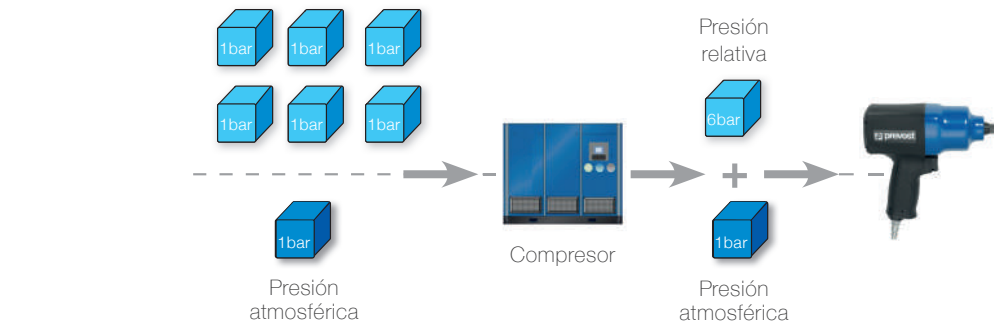 1bar 1bar 1bar
1bar 1bar 1bar
1bar
Presión
atmosférica
Compresor
Presión
relativa
6bar
+
1bar
Presión
atmosférica
prevost